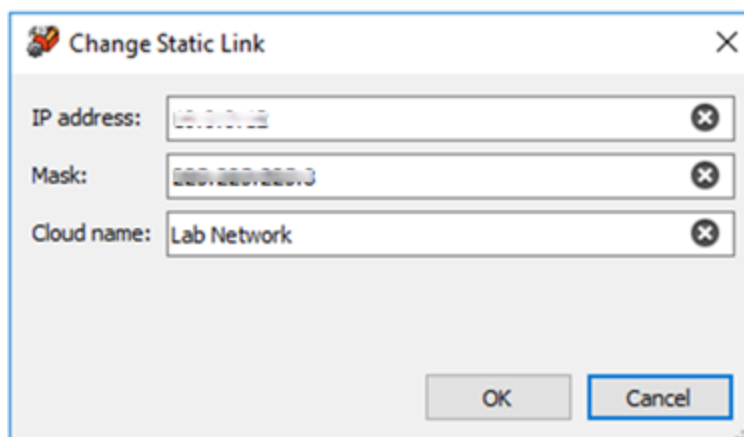 Change Static Link
IP address:
Mask:
Cloud name: Lab Network
OK
Cancel